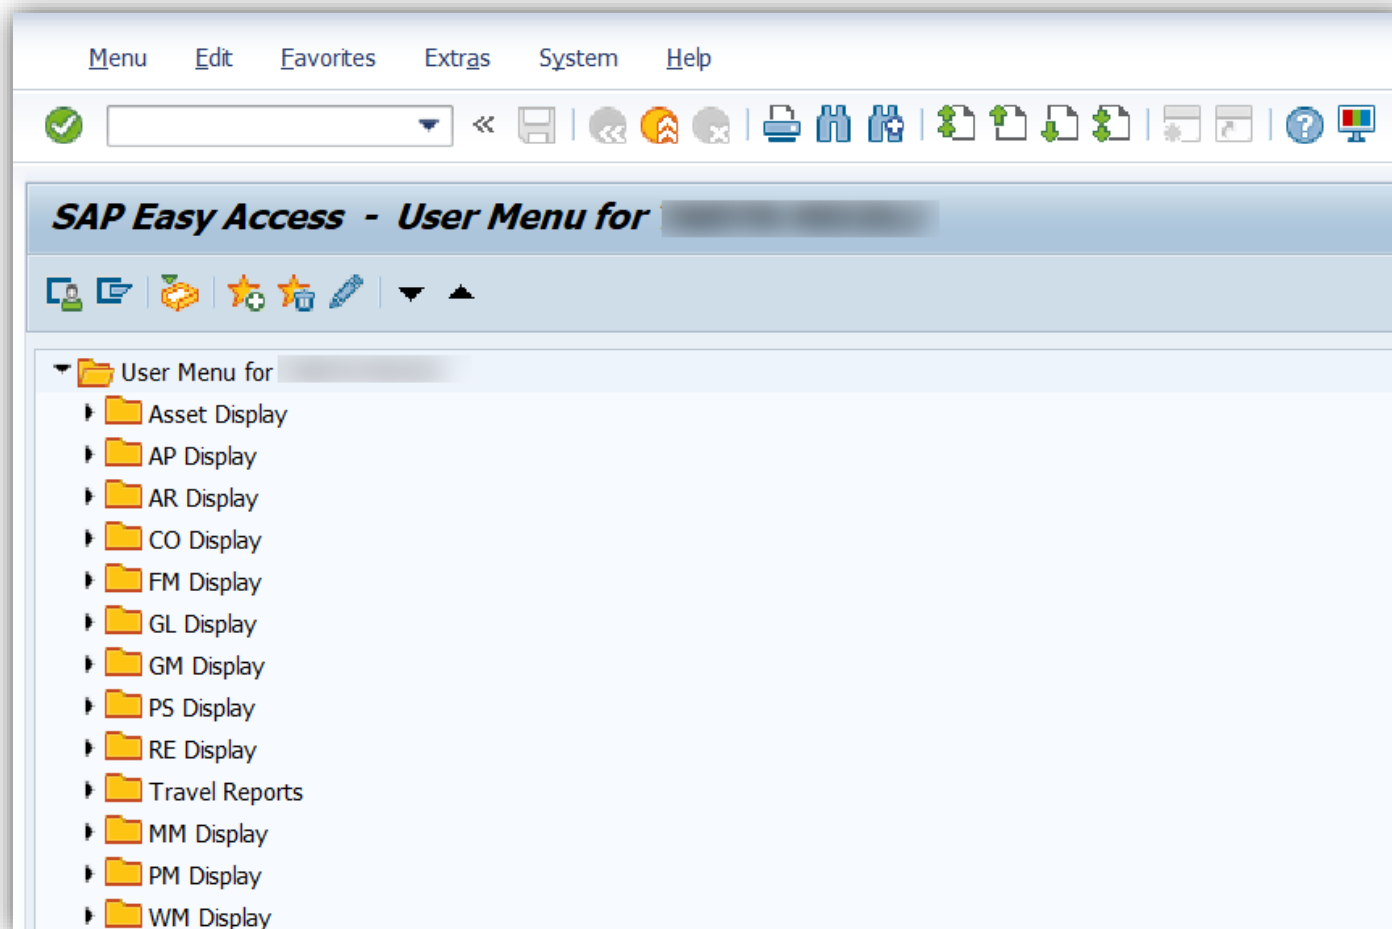 Menu Edit Favorites Extras System Help
SAP Easy Access - User Menu for
User Menu for
Asset Display
AP Display
AR Display
CO Display
FM Display
GL Display
GM Display
PS Display
RE Display
Travel Reports
MM Display
PM Display
WM Display